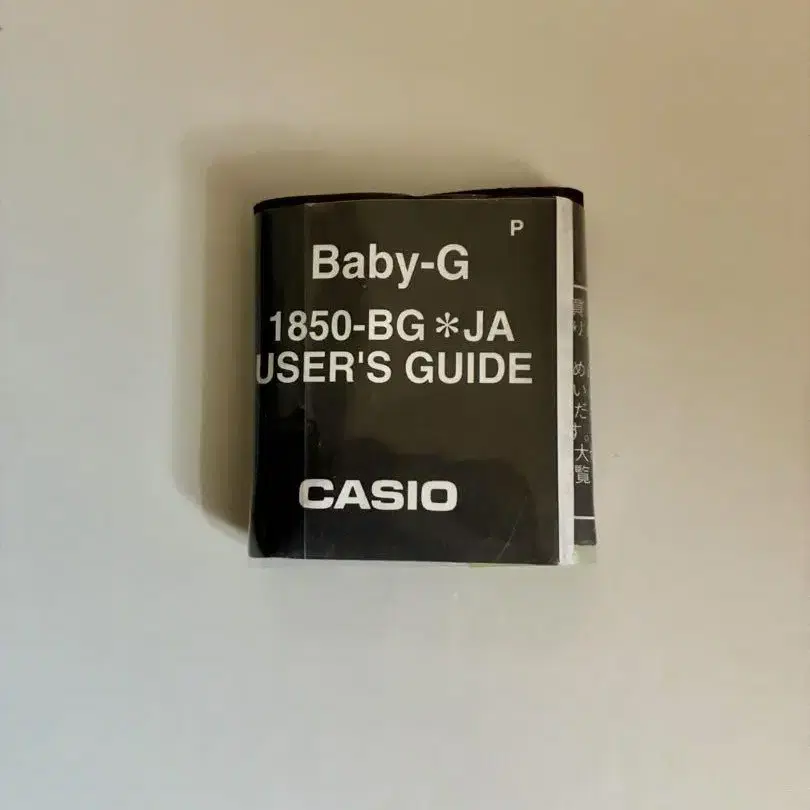 P
Baby-G
1850-BG*JA
USER'S GUIDE
CASIO